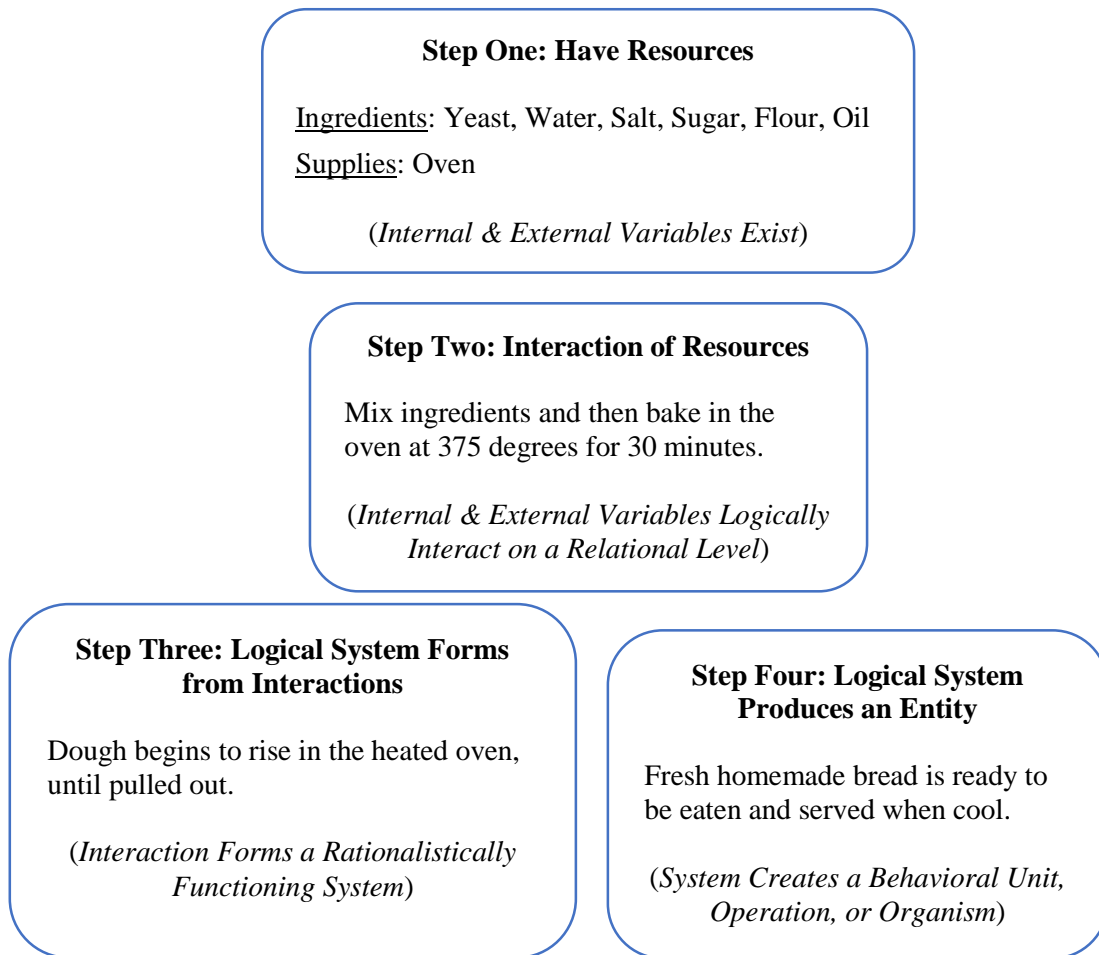 Step One: Have Resources
Ingredients: Yeast, Water, Salt, Sugar, Flour, Oil
Supplies: Oven
(Internal & External Variables Exist)
Step Two: Interaction of Resources
Mix ingredients and then bake in the
oven at 375 degrees for 30 minutes.
(Internal & External Variables Logically
Interact on a Relational Level)
Step Three: Logical System Forms
from Interactions
Dough begins to rise in the heated oven,
until pulled out.
(Interaction Forms a Rationalistically
Functioning System)
Step Four: Logical System
Produces an Entity
Fresh homemade bread is ready to
be eaten and served when cool.
(System Creates a Behavioral Unit,
Operation, or Organism)